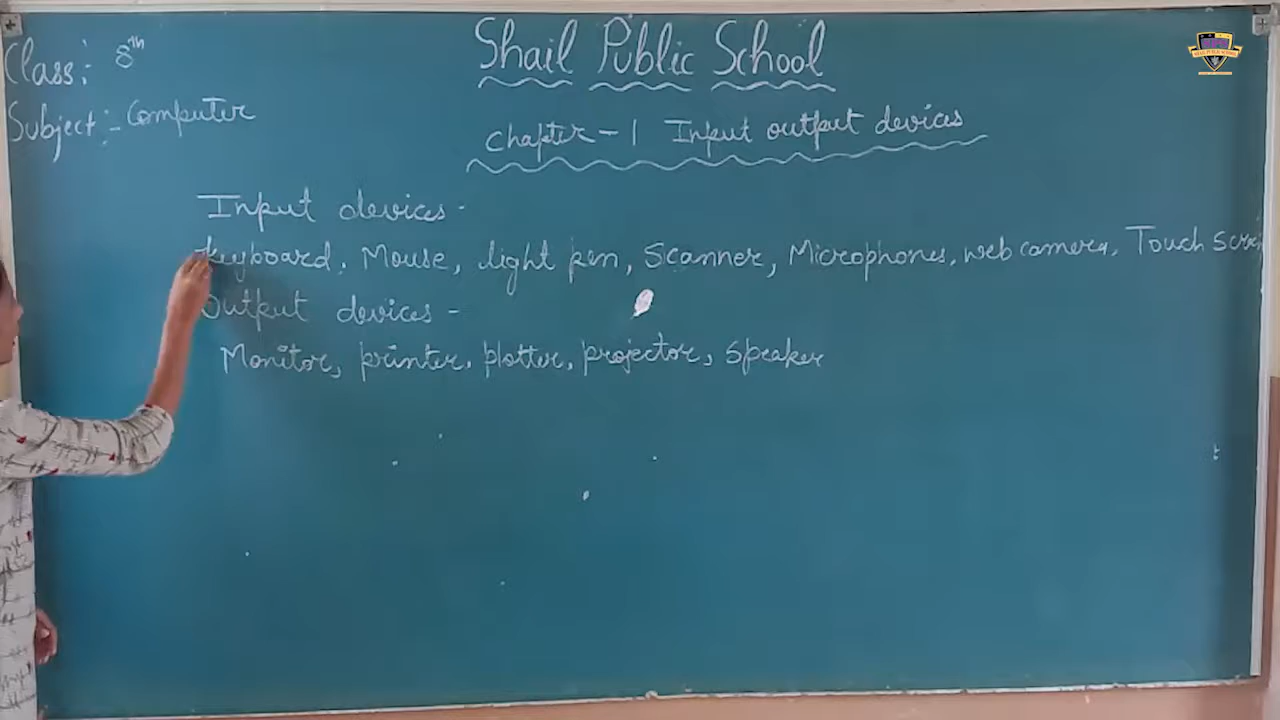 Shail Public School
Class: 8th
Subject:- Computer
Chapter - 1 Input output devices
Input devices -
Keyboard, Mouse, light pen, Scanner, Microphones, web camera, Touch Screen
Output devices -
Monitor, printer, plotter, projector, Speaker